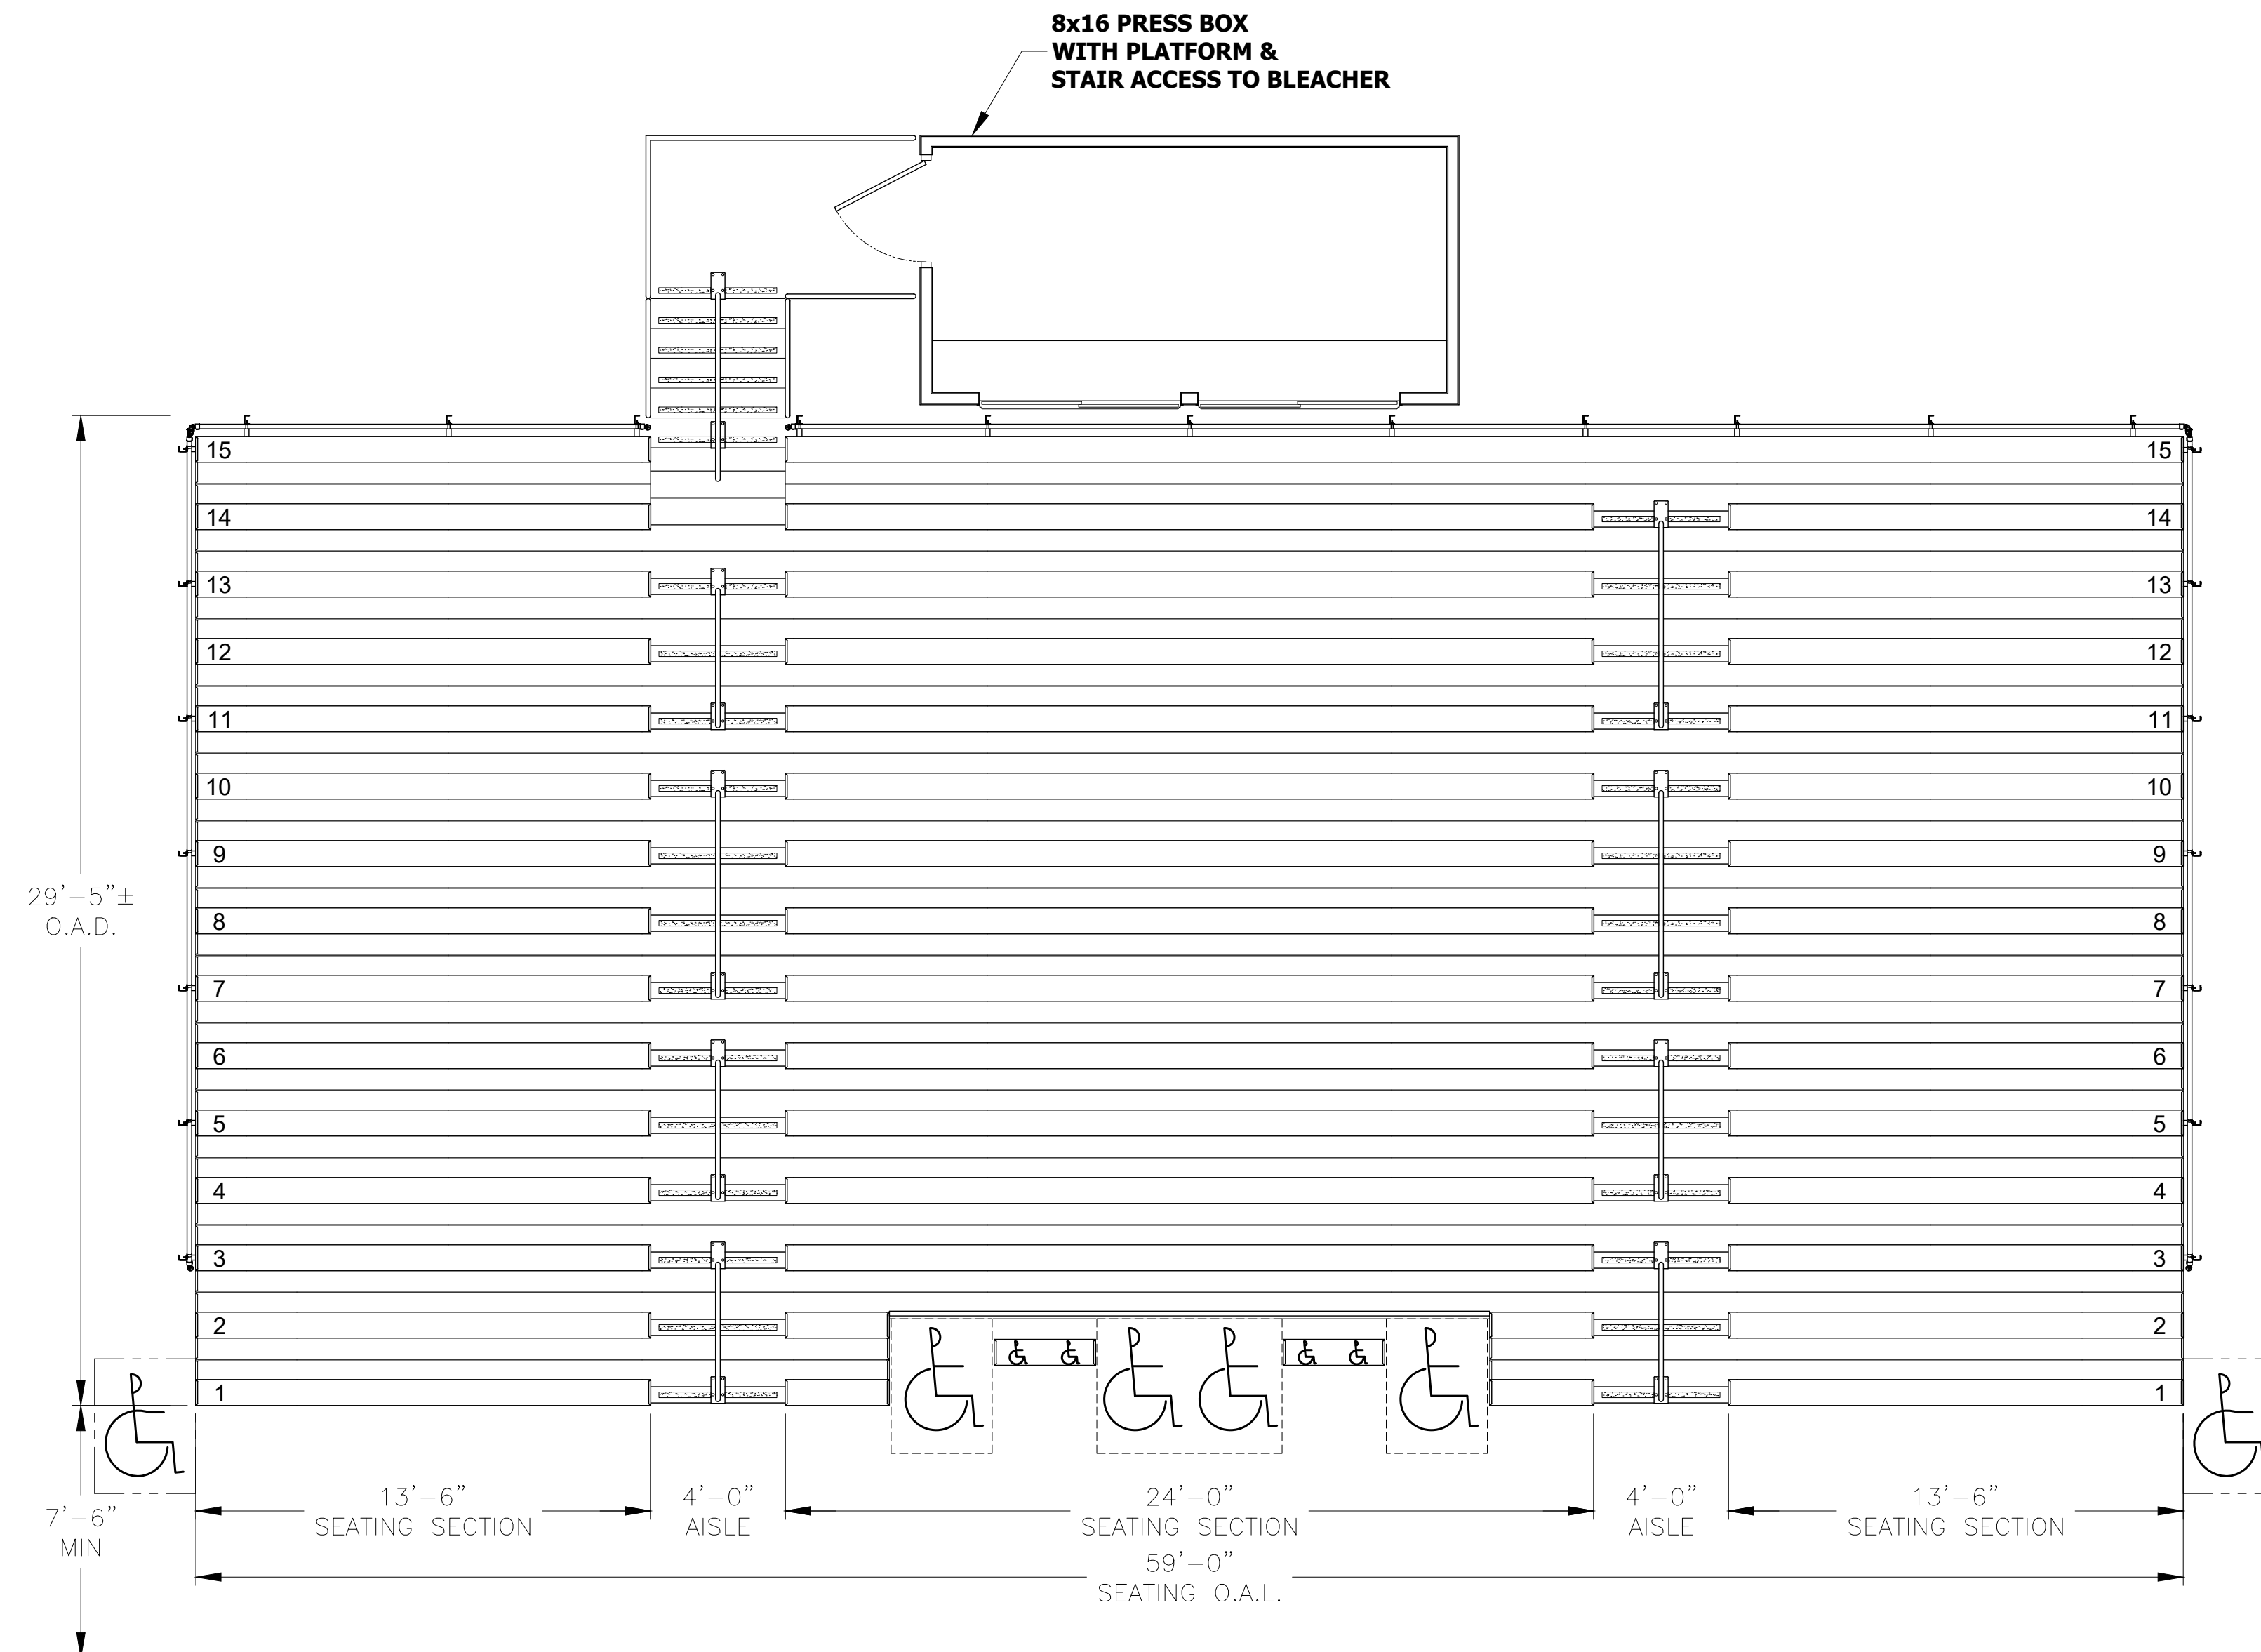 8x16 PRESS BOX
WITH PLATFORM &
STAIR ACCESS TO BLEACHER
15 15
14 14
13 13
12 12
11 11
10 10
9 9
29'-5"±
O.A.D.
8 8
7 7
6 6
5 5
4 4
3 3
2 2
1 1
7'-6"
MIN
13'-6"
SEATING SECTION
4'-0"
AISLE
24'-0"
SEATING SECTION
4'-0"
AISLE
13'-6"
SEATING SECTION
59'-0"
SEATING O.A.L.